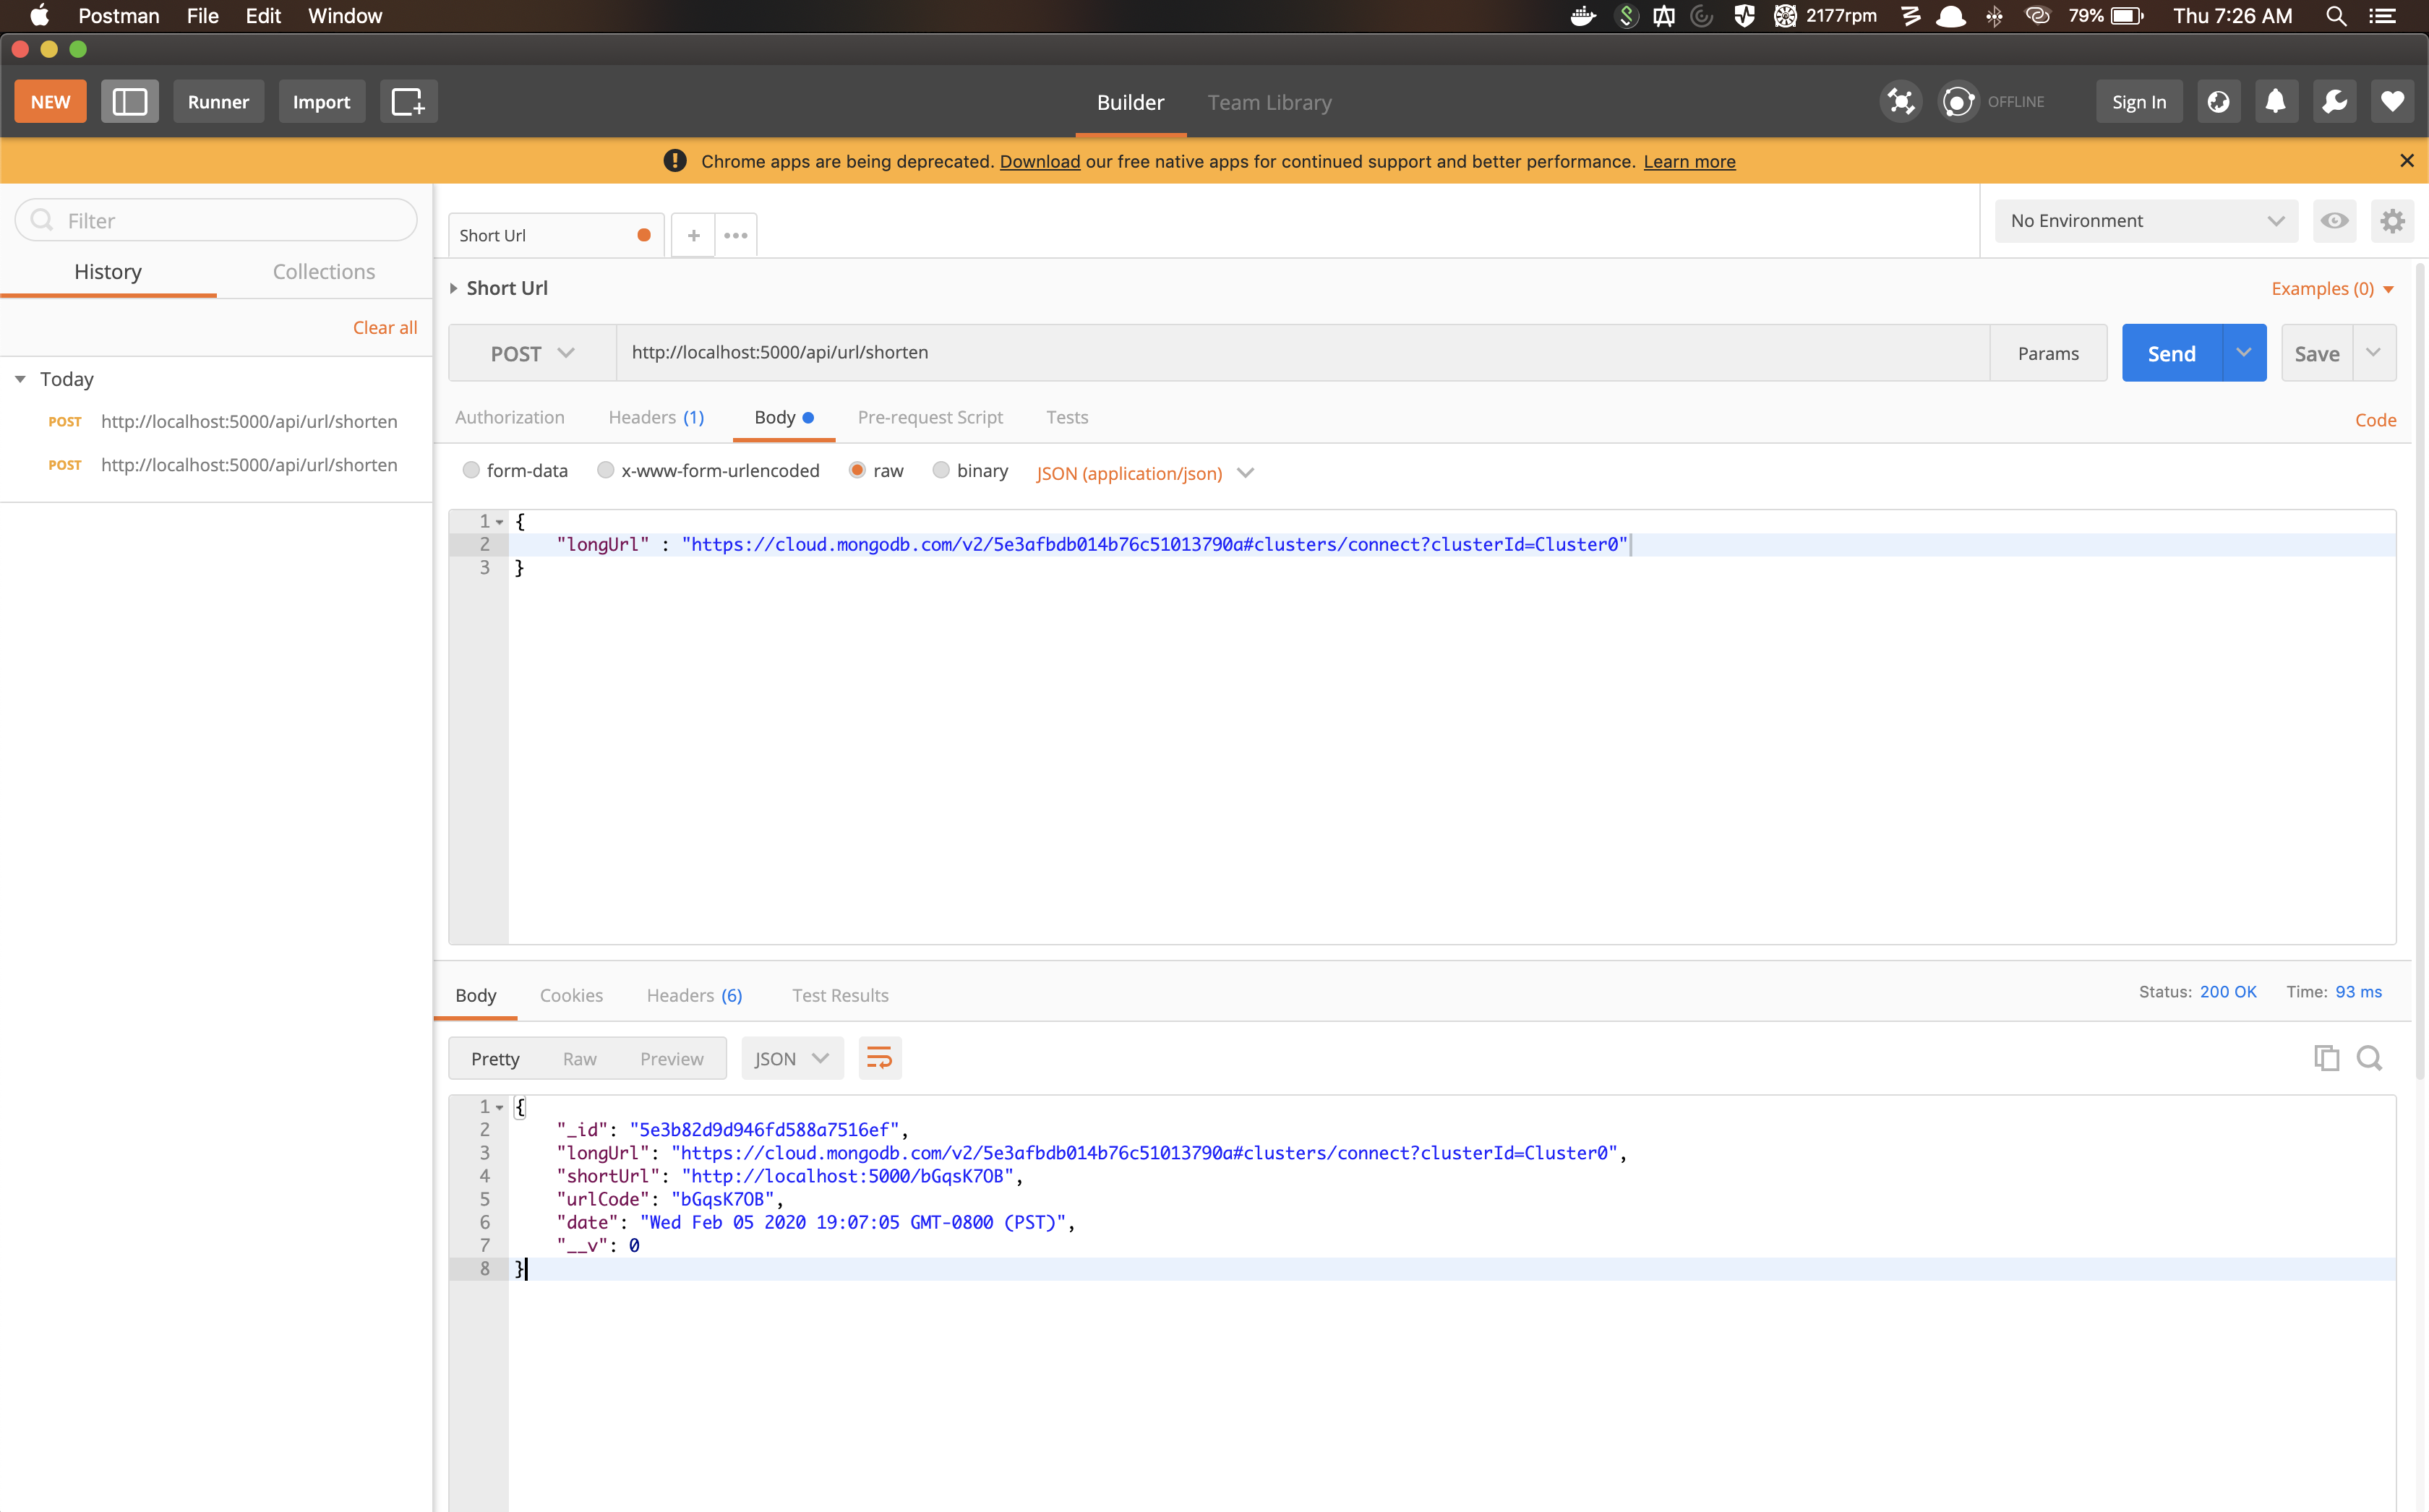 Postman File Edit Window 2177rpm 79% Thu 7:26 AM
NEW Runner Import Builder Team Library OFFLINE Sign In
Chrome apps are being deprecated. Download our free native apps for continued support and better performance. Learn more
Filter
History Collections
Clear all
Today
POST http://localhost:5000/api/url/shorten
POST http://localhost:5000/api/url/shorten
Short Url
No Environment
Short Url
Examples (0)
POST http://localhost:5000/api/url/shorten Params Send Save
Authorization Headers (1) Body Pre-request Script Tests Code
form-data x-www-form-urlencoded raw binary JSON (application/json)
1 {
2 "longUrl" : "https://cloud.mongodb.com/v2/5e3afbdb014b76c51013790a#clusters/connect?clusterId=Cluster0"
3 }
Body Cookies Headers (6) Test Results Status: 200 OK Time: 93 ms
Pretty Raw Preview JSON
1 {
2 "_id": "5e3b82d9d946fd588a7516ef",
3 "longUrl": "https://cloud.mongodb.com/v2/5e3afbdb014b76c51013790a#clusters/connect?clusterId=Cluster0",
4 "shortUrl": "http://localhost:5000/bGqsK7OB",
5 "urlCode": "bGqsK7OB",
6 "date": "Wed Feb 05 2020 19:07:05 GMT-0800 (PST)",
7 "__v": 0
8 }